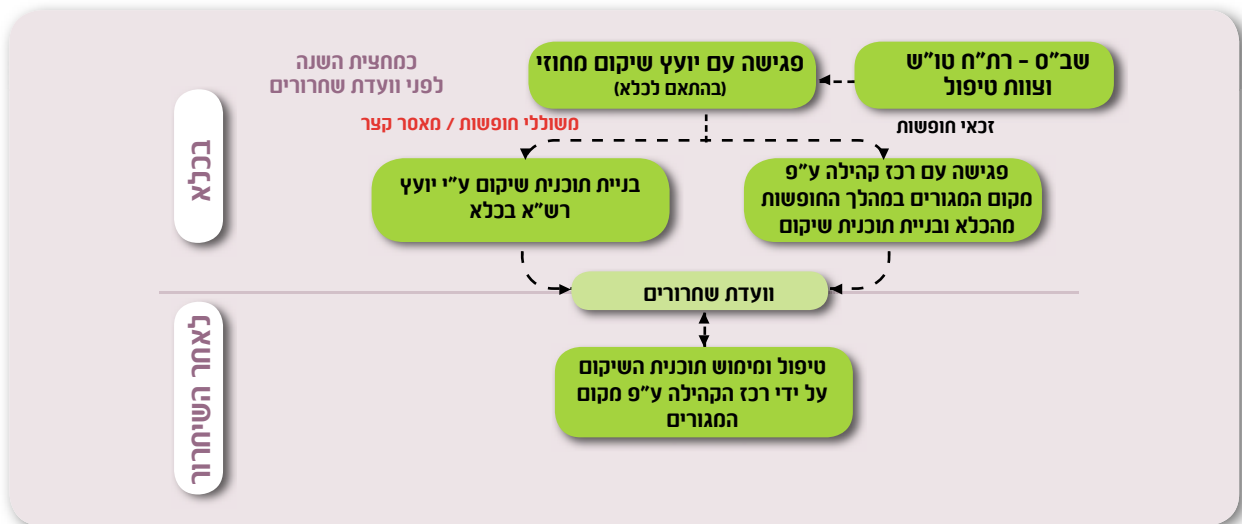 שב"ס - רת"ח טו"ש
וצוות טיפול
פגישה עם יועץ שיקום מחוזי
(בהתאם לכלא)
כמחצית השנה
לפני וועדת שחרורים
זכאי חופשות
משוללי חופשות / מאסר קצר
בכלא
פגישה עם רכז קהילה ע"פ
מקום המגורים במהלך החופשות
מהכלא ובניית תוכנית שיקום
בניית תוכנית שיקום ע"י יועץ
רש"א בכלא
וועדת שחרורים
לאחר השיחרור
טיפול ומימוש תוכנית השיקום
על ידי רכז הקהילה ע"פ מקום
המגורים